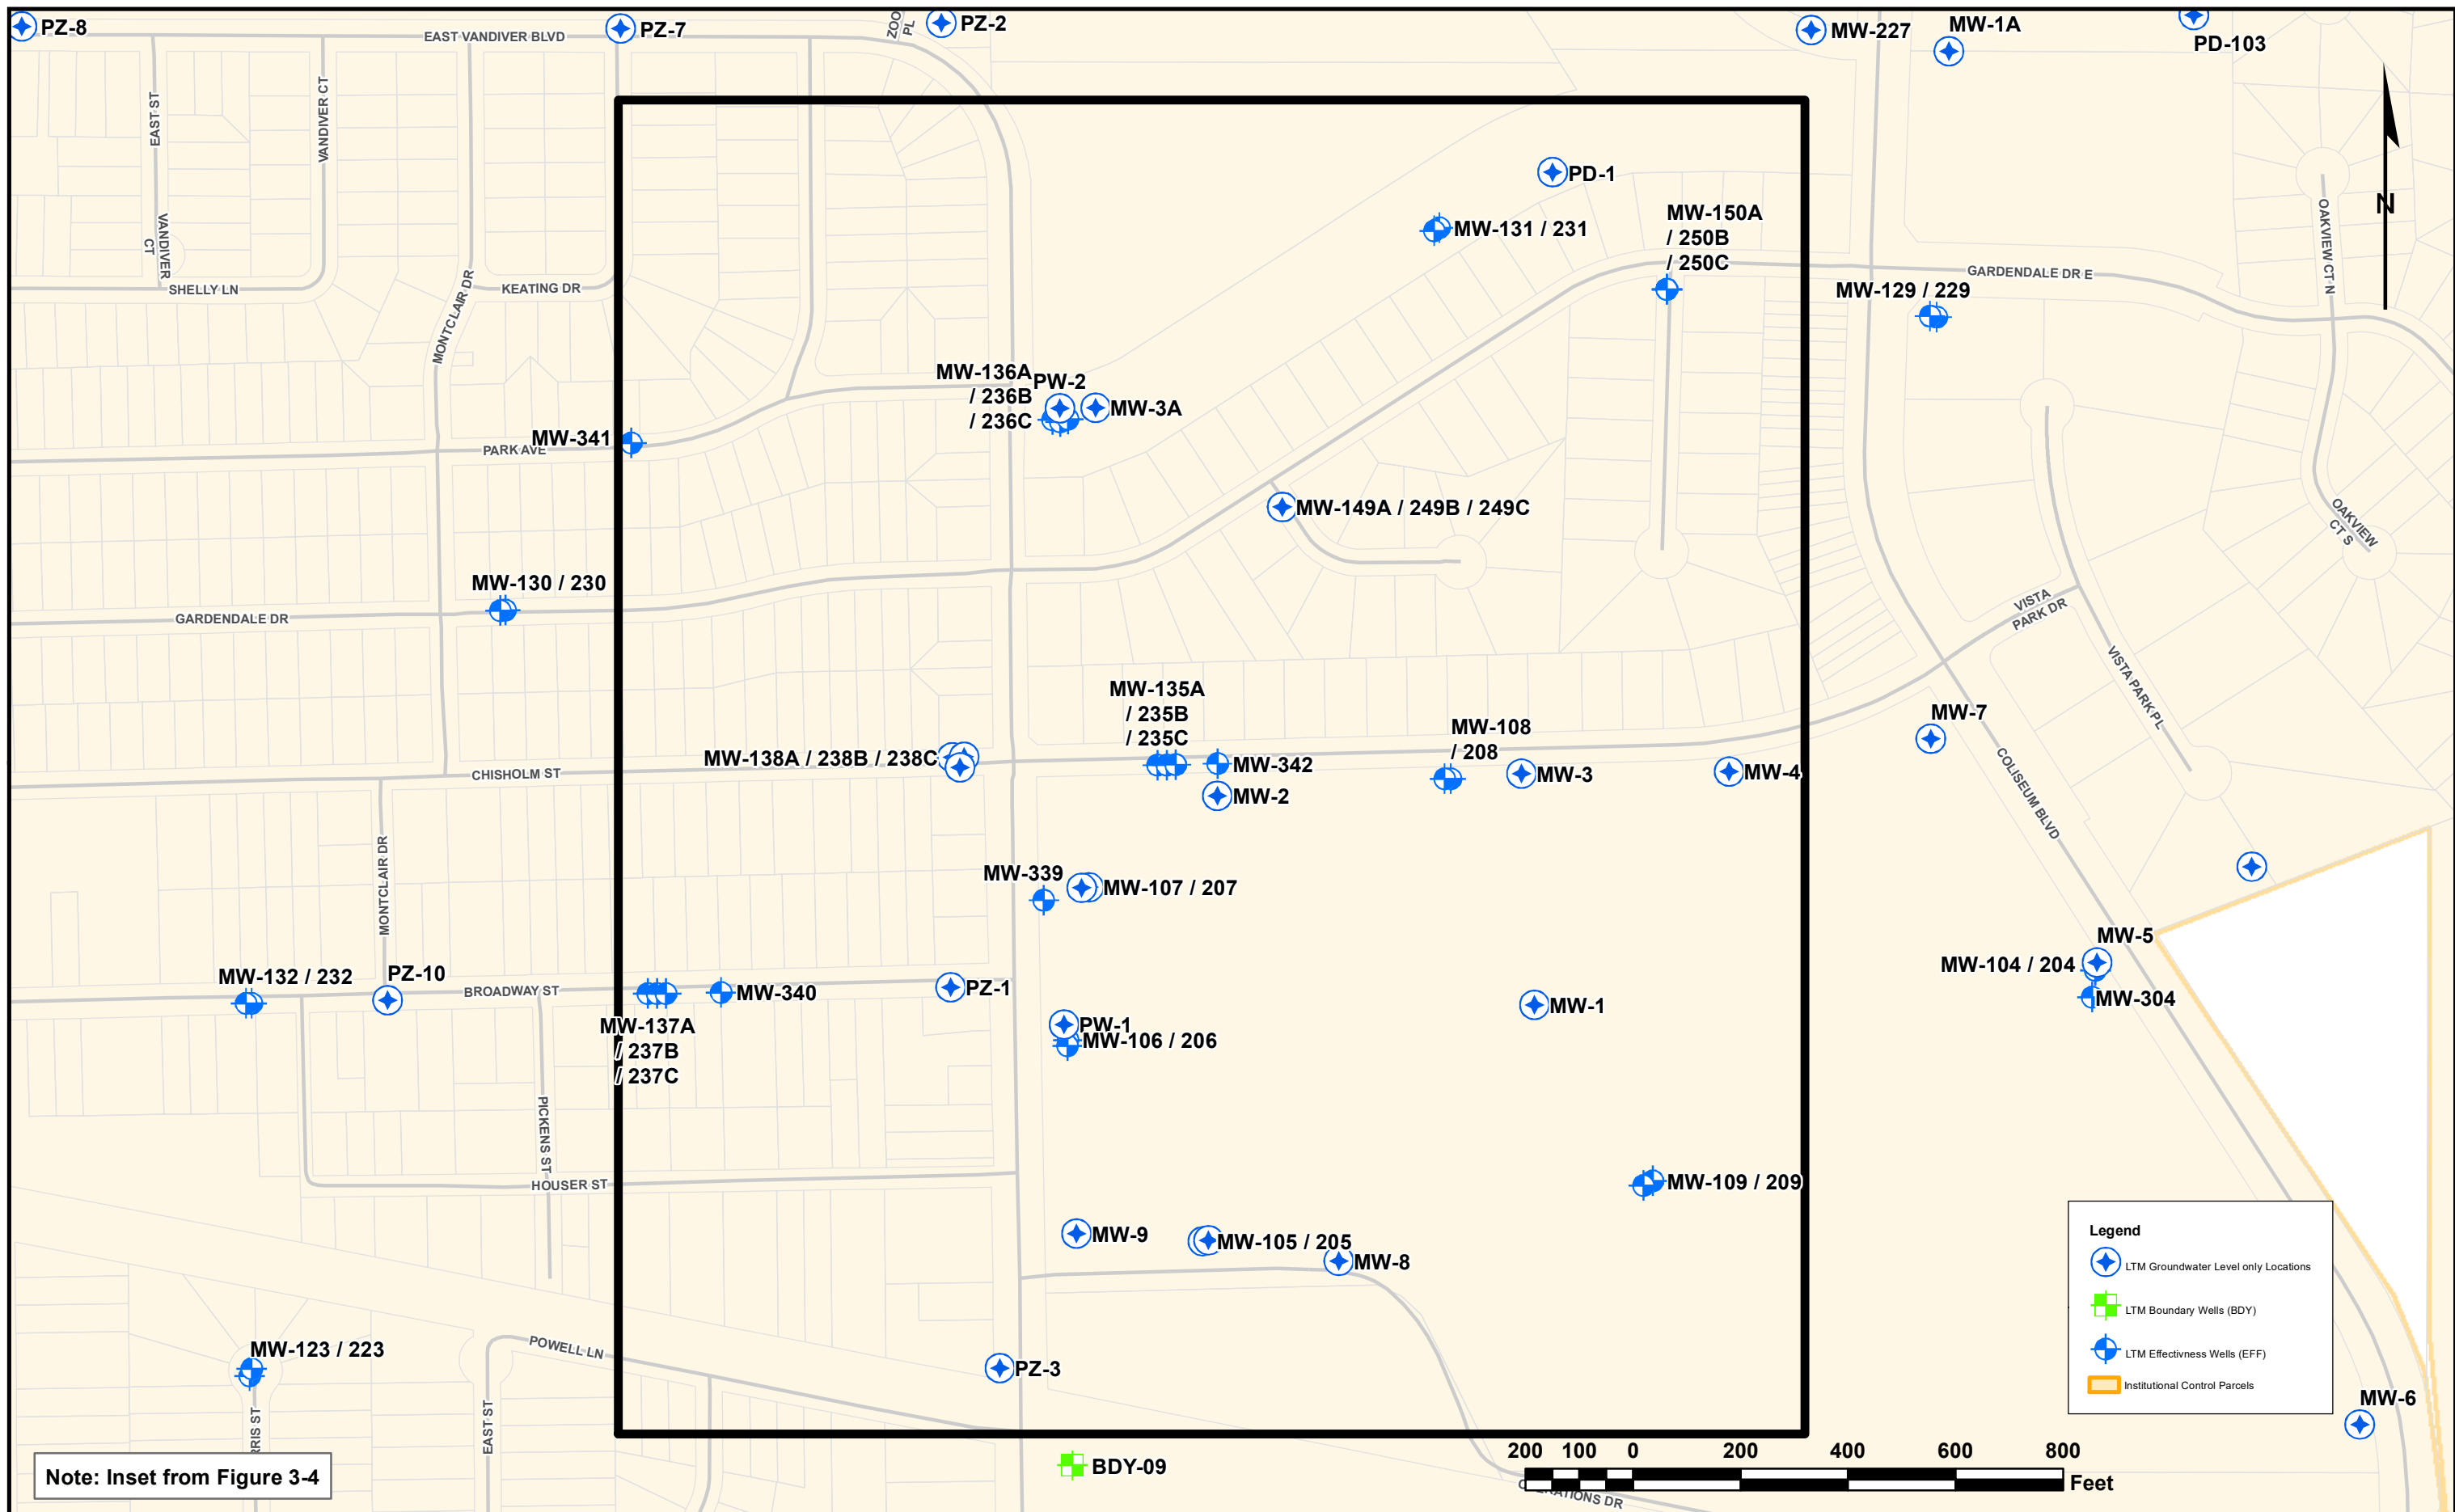 PZ-8
EAST VANDIVER BLVD
PZ-7
ZOO
PL
PZ-2
MW-227
MW-1A
PD-103
EAST ST
VANDIVER CT
VANDIVER
CT
SHELLY LN
MONTCLAIR DR
KEATING DR
PD-1
MW-131 / 231
MW-150A
/ 250B
/ 250C
N
OAKVIEW CT N
GARDENDALE DR E
MW-129 / 229
MW-136A
/ 236B
/ 236C
PW-2
MW-3A
MW-341
PARK AVE
MW-149A / 249B / 249C
OAKVIEW
CT S
MW-130 / 230
GARDENDALE DR
VISTA
PARK DR
VISTA PARK PL
MW-135A
/ 235B
/ 235C
MW-108
/ 208
MW-7
MW-138A / 238B / 238C
MW-342
MW-3
MW-4
MW-2
CHISHOLM ST
COLISEUM BLVD
MONTCLAIR DR
MW-339
MW-107 / 207
MW-5
MW-104 / 204
MW-304
MW-132 / 232
PZ-10
BROADWAY ST
MW-340
PZ-1
MW-1
MW-137A
/ 237B
/ 237C
PW-1
MW-106 / 206
PICKENS ST
HOUSER ST
MW-109 / 209
MW-9
MW-105 / 205
MW-8
Legend
LTM Groundwater Level only Locations
LTM Boundary Wells (BDY)
LTM Effectivness Wells (EFF)
Institutional Control Parcels
MW-123 / 223
POWELL LN
PZ-3
MW-6
RRIS ST
EAST ST
Note: Inset from Figure 3-4
BDY-09
200 100 0 200 400 600 800
Feet